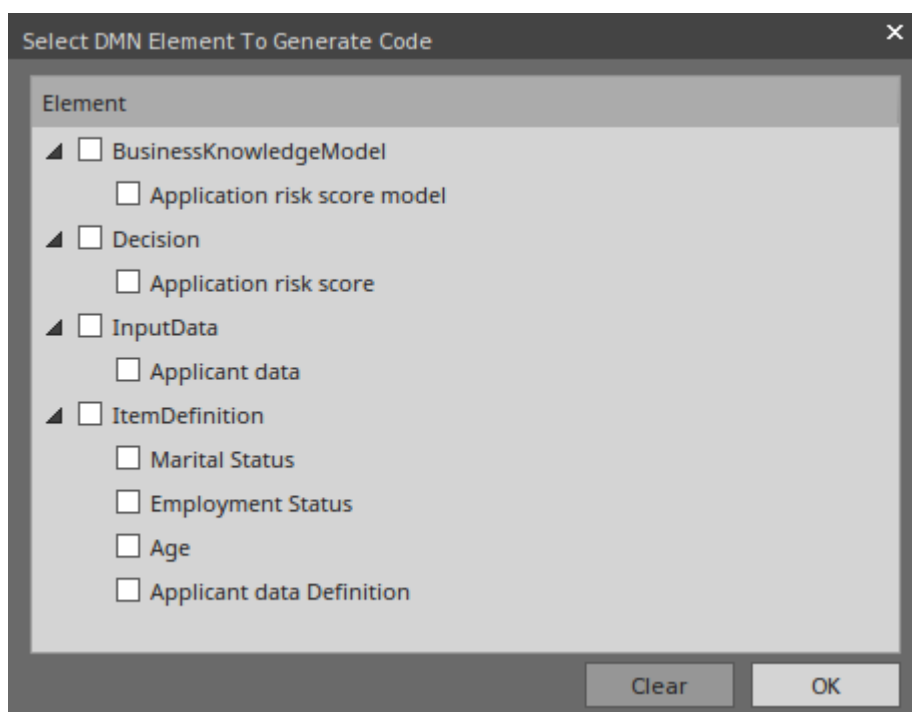 Select DMN Element To Generate Code
Element
BusinessKnowledgeModel
Application risk score model
Decision
Application risk score
InputData
Applicant data
ItemDefinition
Marital Status
Employment Status
Age
Applicant data Definition
Clear
OK